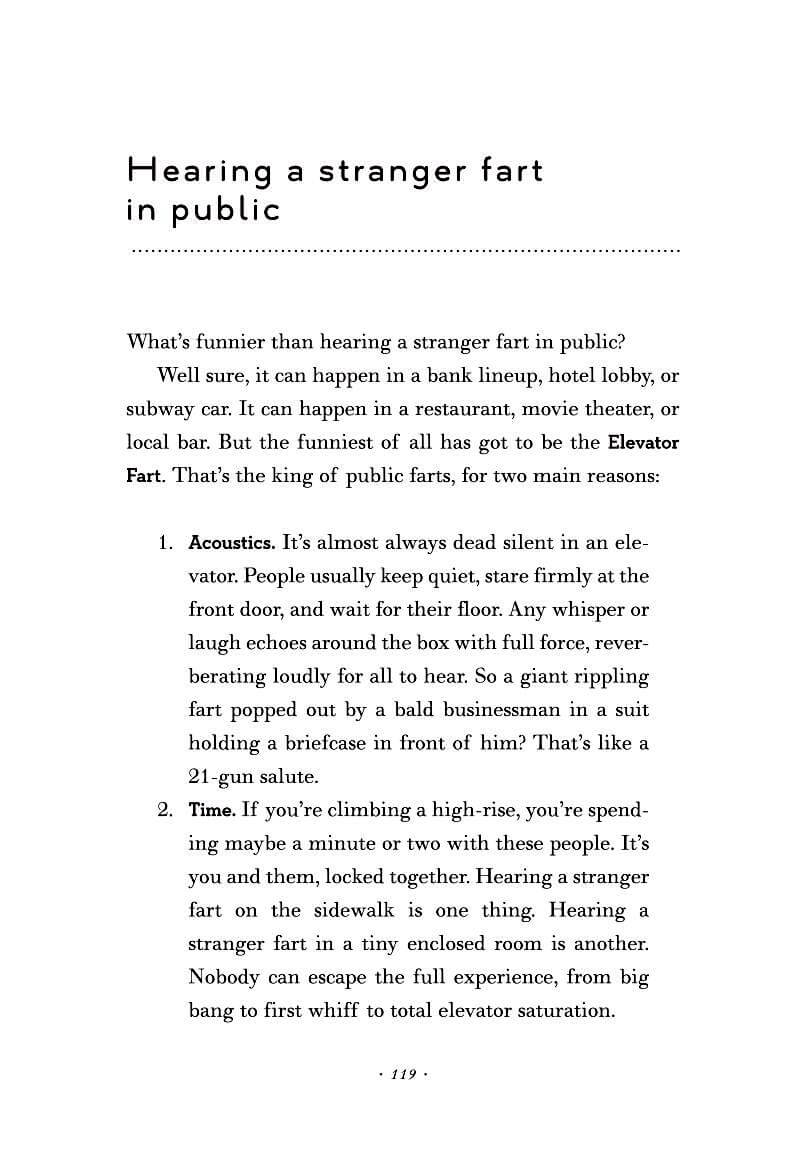 Hearing a stranger fart
in public
What's funnier than hearing a stranger fart in public?
Well sure, it can happen in a bank lineup, hotel lobby, or
subway car. It can happen in a restaurant, movie theater, or
local bar. But the funniest of all has got to be the Elevator
Fart. That's the king of public farts, for two main reasons:
1. Acoustics. It's almost always dead silent in an ele-
vator. People usually keep quiet, stare firmly at the
front door, and wait for their floor. Any whisper or
laugh echoes around the box with full force, rever-
berating loudly for all to hear. So a giant rippling
fart popped out by a bald businessman in a suit
holding a briefcase in front of him? That's like a
21-gun salute.
2. Time. If you're climbing a high-rise, you're spend-
ing maybe a minute or two with these people. It's
you and them, locked together. Hearing a stranger
fart on the sidewalk is one thing. Hearing a
stranger fart in a tiny enclosed room is another.
Nobody can escape the full experience, from big
bang to first whiff to total elevator saturation.
· 119 ·